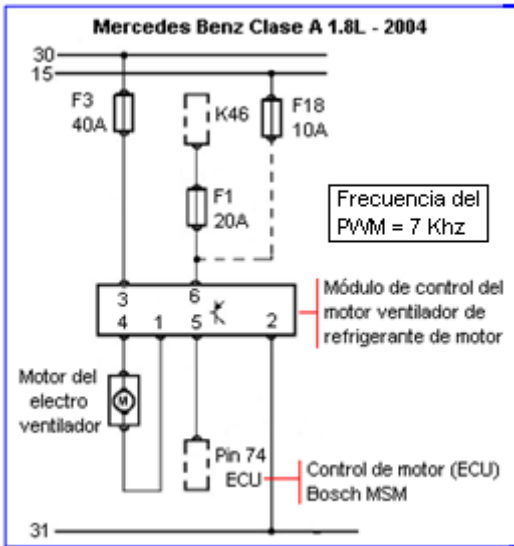 Mercedes Benz Clase A 1.8L - 2004
30
15
F3
40A
K46
F18
10A
F1
20A
Frecuencia del
PWM = 7 Khz
3
6
4
1
5
2
Módulo de control del
motor ventilador de
refrigerante de motor
Motor del
electro
ventilador
M
Pin 74
ECU
Control de motor (ECU)
Bosch MSM
31